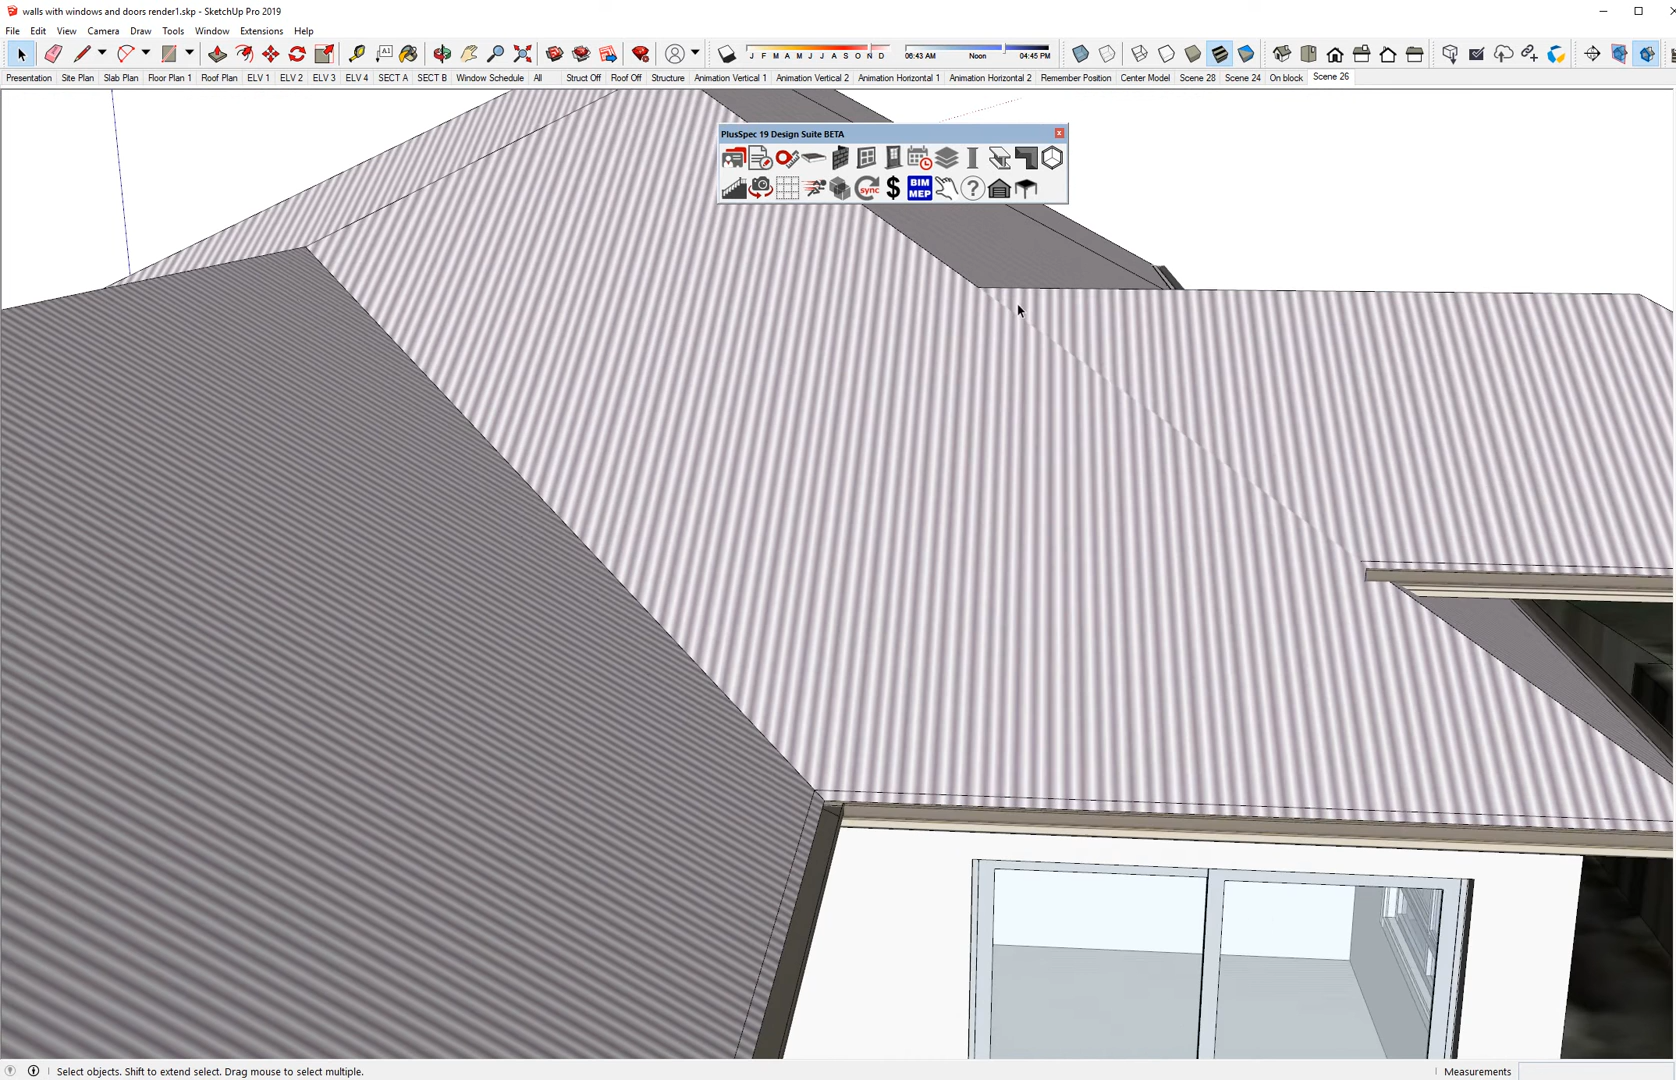 walls with windows and doors render1.skp - SketchUp Pro 2019
File Edit View Camera Draw Tools Window Extensions Help
A1
J F M A M J J A S O N D 06:43 AM Noon 04:45 PM
Presentation Site Plan Slab Plan Floor Plan 1 Roof Plan ELV 1 ELV 2 ELV 3 ELV 4 SECT A SECT B Window Schedule All Struct Off Roof Off Structure Animation Vertical 1 Animation Vertical 2 Animation Horizontal 1 Animation Horizontal 2 Remember Position Center Model Scene 28 Scene 24 On block Scene 26
PlusSpec 19 Design Suite BETA
sync $ BIM MEP ?
Select objects. Shift to extend select. Drag mouse to select multiple.
Measurements